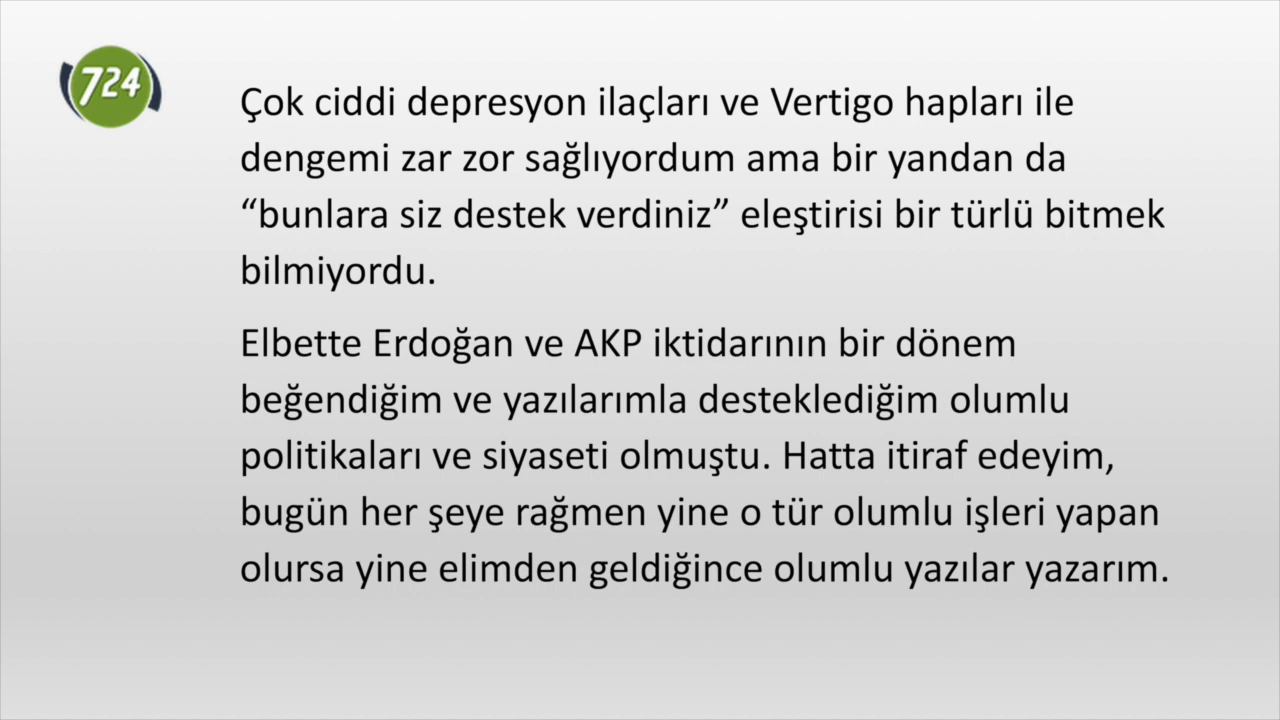 724
Çok ciddi depresyon ilaçları ve Vertigo hapları ile
dengemi zar zor sağlıyordum ama bir yandan da
“bunlara siz destek verdiniz” eleştirisi bir türlü bitmek
bilmiyordu.
Elbette Erdoğan ve AKP iktidarının bir dönem
beğendiğim ve yazılarımla desteklediğim olumlu
politikaları ve siyaseti olmuştu. Hatta itiraf edeyim,
bugün her şeye rağmen yine o tür olumlu işleri yapan
olursa yine elimden geldiğince olumlu yazılar yazarım.